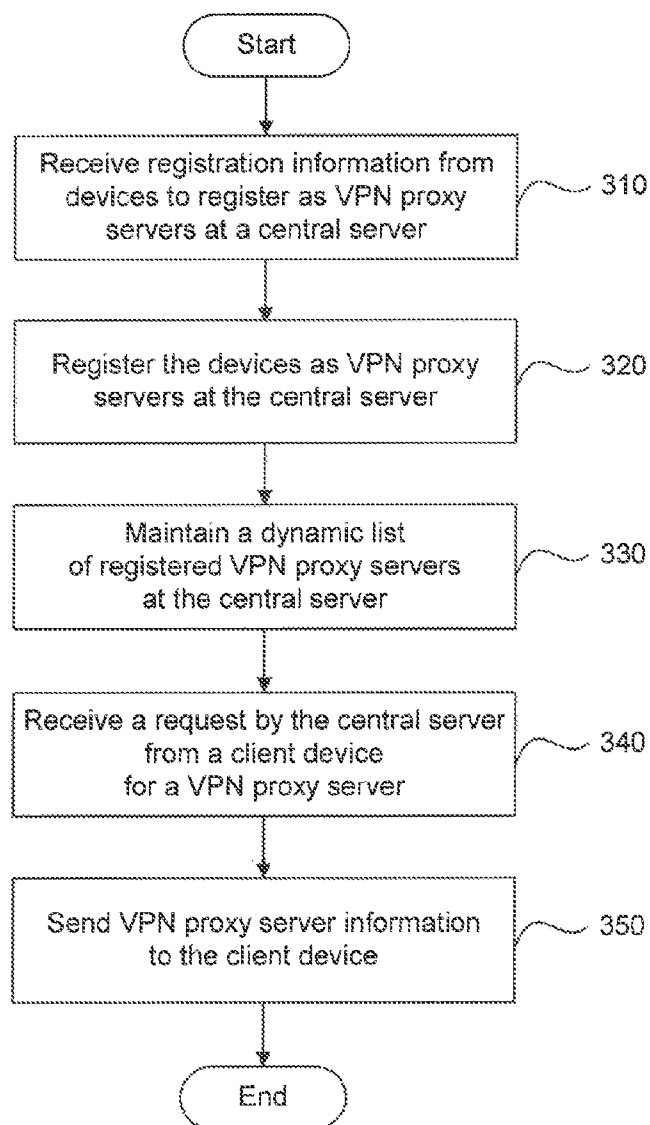 Start
Receive registration information from
devices to register as VPN proxy
servers at a central server
310
Register the devices as VPN proxy
servers at the central server
320
Maintain a dynamic list
of registered VPN proxy servers
at the central server
330
Receive a request by the central server
from a client device
for a VPN proxy server
340
Send VPN proxy server information
to the client device
350
End